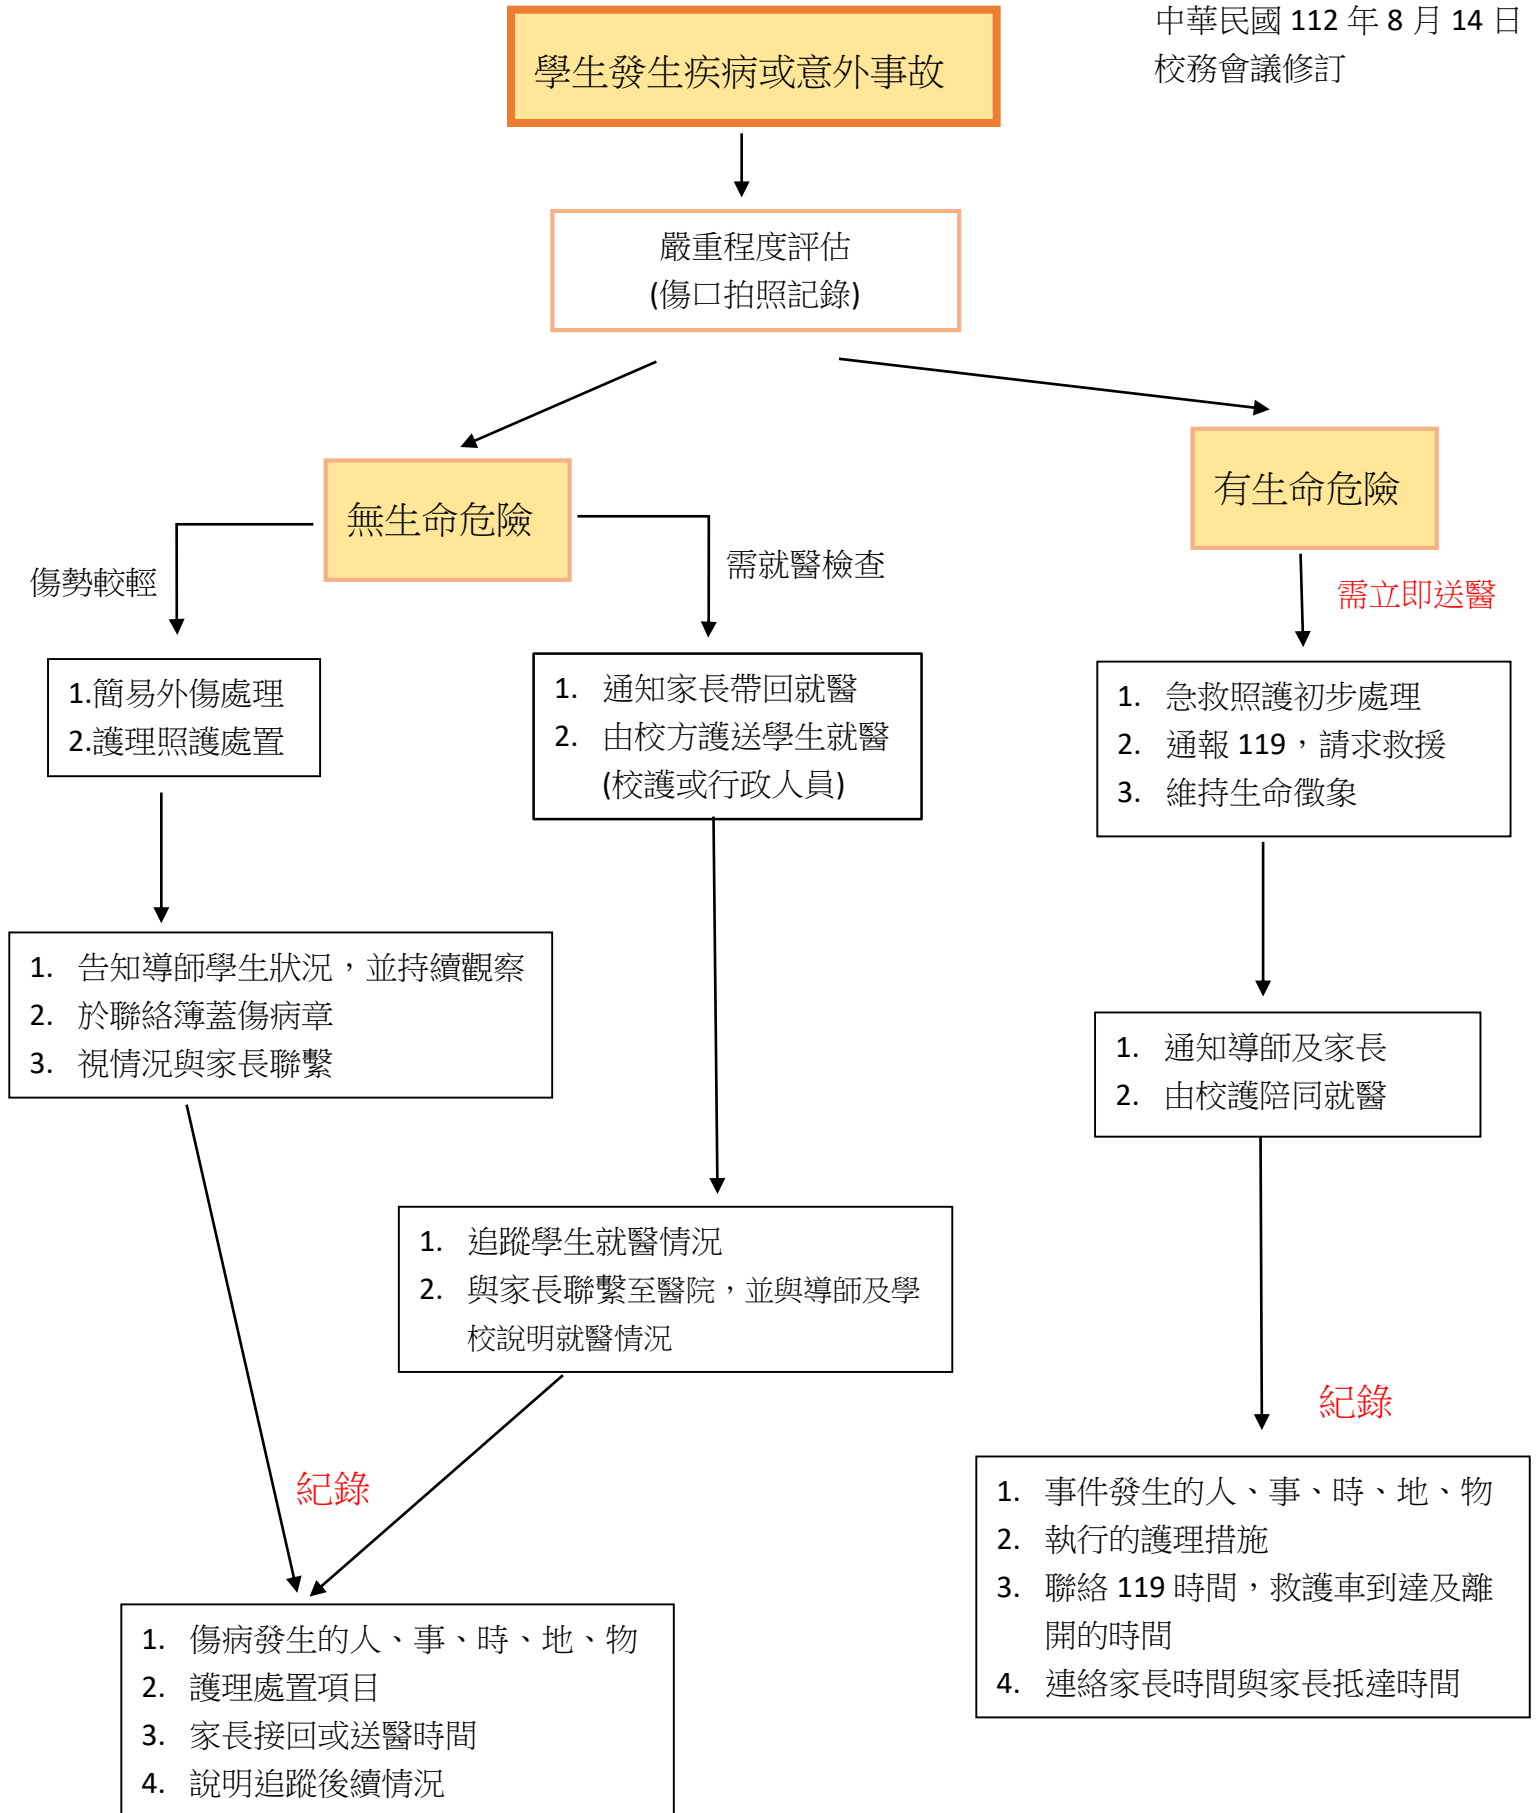 中華民國 112 年 8 月 14 日
校務會議修訂
學生發生疾病或意外事故
嚴重程度評估
(傷口拍照記錄)
無生命危險
有生命危險
傷勢較輕
需就醫檢查
需立即送醫
1.簡易外傷處理
2.護理照護處置
1. 通知家長帶回就醫
2. 由校方護送學生就醫
(校護或行政人員)
1. 急救照護初步處理
2. 通報 119，請求救援
3. 維持生命徵象
1. 告知導師學生狀況，並持續觀察
2. 於聯絡簿蓋傷病章
3. 視情況與家長聯繫
1. 通知導師及家長
2. 由校護陪同就醫
1. 追蹤學生就醫情況
2. 與家長聯繫至醫院，並與導師及學
校說明就醫情況
紀錄
紀錄
1. 傷病發生的人、事、時、地、物
2. 護理處置項目
3. 家長接回或送醫時間
4. 說明追蹤後續情況
1. 事件發生的人、事、時、地、物
2. 執行的護理措施
3. 聯絡 119 時間，救護車到達及離
開的時間
4. 連絡家長時間與家長抵達時間